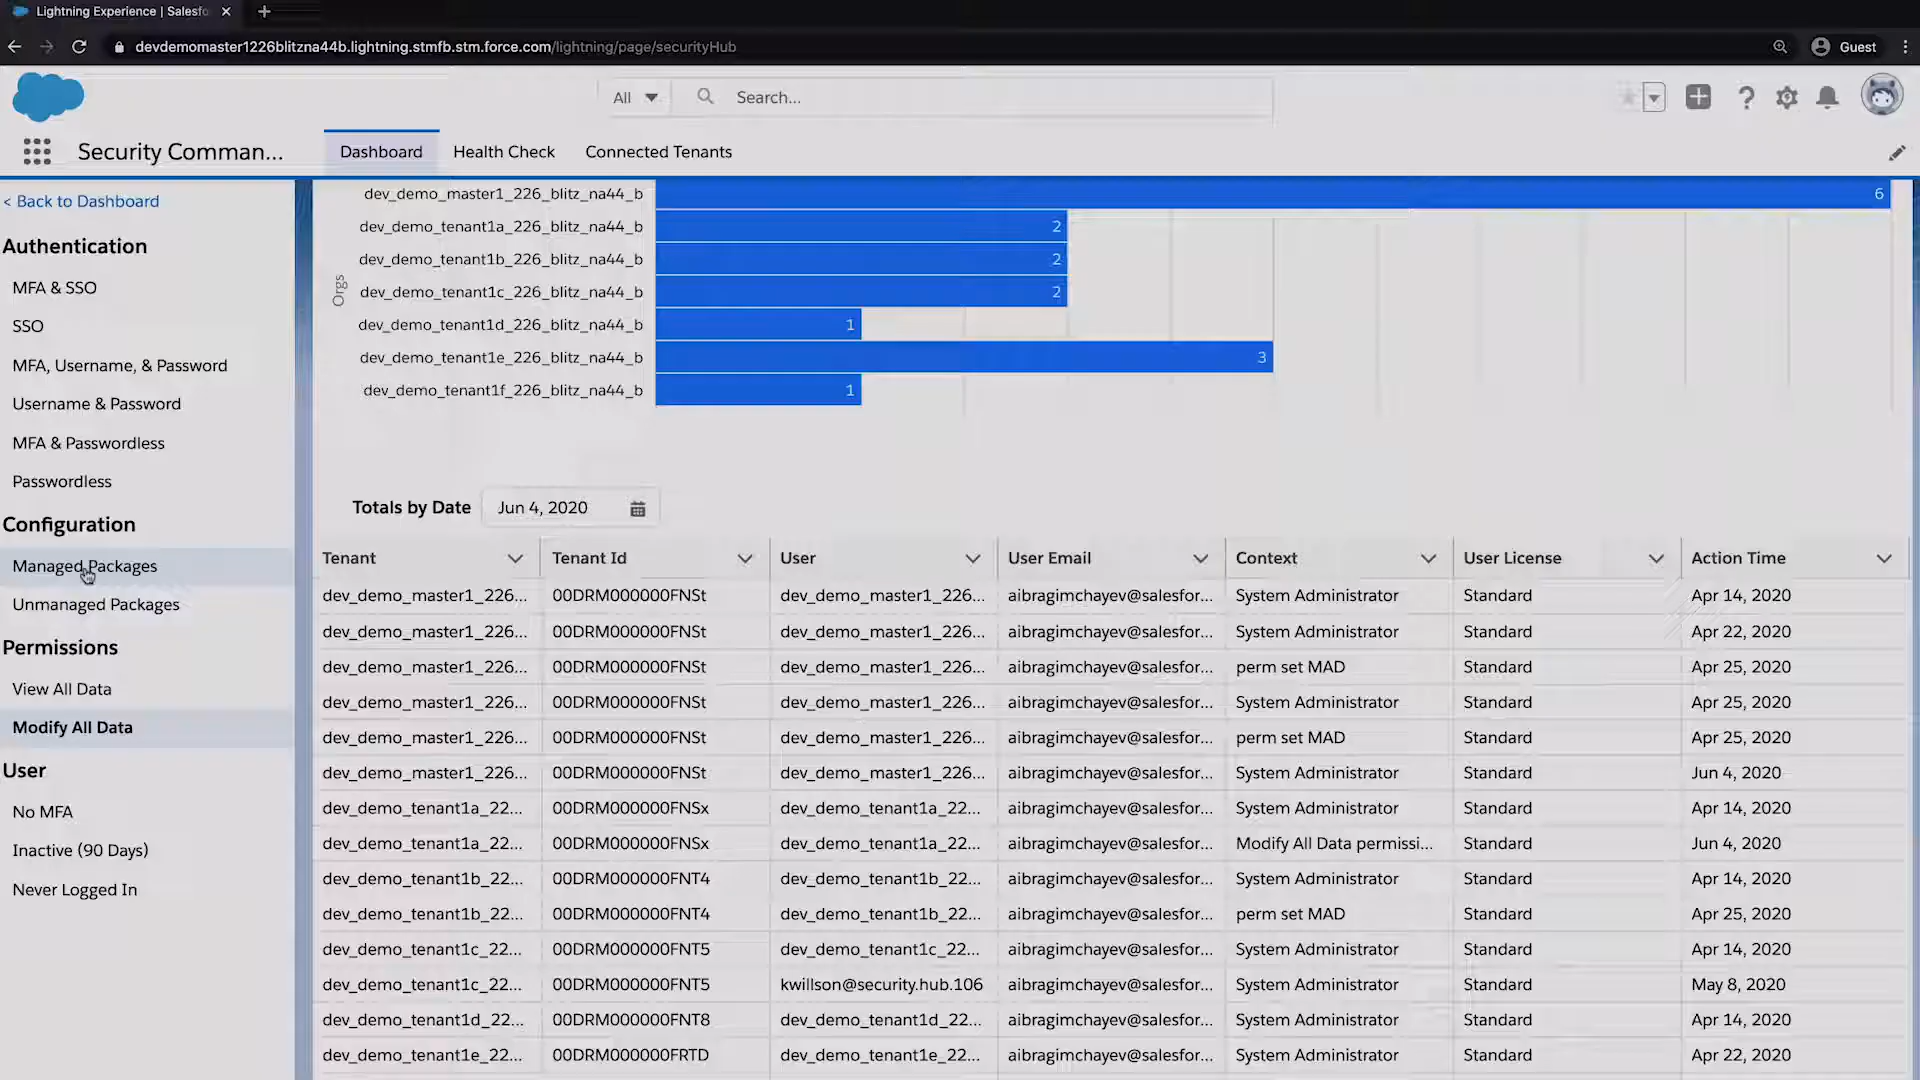 Lightning Experience | Salesfo
devdemomaster1226blitzna44b.lightning.stmfb.stm.force.com/lightning/page/securityHub
Guest
All
Search...
Security Comman...
Dashboard
Health Check
Connected Tenants
< Back to Dashboard
Authentication
MFA & SSO
SSO
MFA, Username, & Password
Username & Password
MFA & Passwordless
Passwordless
Configuration
Managed Packages
Unmanaged Packages
Permissions
View All Data
Modify All Data
User
No MFA
Inactive (90 Days)
Never Logged In
Orgs
dev_demo_master1_226_blitz_na44_b 6
dev_demo_tenant1a_226_blitz_na44_b 2
dev_demo_tenant1b_226_blitz_na44_b 2
dev_demo_tenant1c_226_blitz_na44_b 2
dev_demo_tenant1d_226_blitz_na44_b 1
dev_demo_tenant1e_226_blitz_na44_b 3
dev_demo_tenant1f_226_blitz_na44_b 1
Totals by Date Jun 4, 2020
Tenant Tenant Id User User Email Context User License Action Time
dev_demo_master1_226... 00DRM000000FNSt dev_demo_master1_226... aibragimchayev@salesfor... System Administrator Standard Apr 14, 2020
dev_demo_master1_226... 00DRM000000FNSt dev_demo_master1_226... aibragimchayev@salesfor... System Administrator Standard Apr 22, 2020
dev_demo_master1_226... 00DRM000000FNSt dev_demo_master1_226... aibragimchayev@salesfor... perm set MAD Standard Apr 25, 2020
dev_demo_master1_226... 00DRM000000FNSt dev_demo_master1_226... aibragimchayev@salesfor... System Administrator Standard Apr 25, 2020
dev_demo_master1_226... 00DRM000000FNSt dev_demo_master1_226... aibragimchayev@salesfor... perm set MAD Standard Apr 25, 2020
dev_demo_master1_226... 00DRM000000FNSt dev_demo_master1_226... aibragimchayev@salesfor... System Administrator Standard Jun 4, 2020
dev_demo_tenant1a_22... 00DRM000000FNSx dev_demo_tenant1a_22... aibragimchayev@salesfor... System Administrator Standard Apr 14, 2020
dev_demo_tenant1a_22... 00DRM000000FNSx dev_demo_tenant1a_22... aibragimchayev@salesfor... Modify All Data permissi... Standard Jun 4, 2020
dev_demo_tenant1b_22... 00DRM000000FNT4 dev_demo_tenant1b_22... aibragimchayev@salesfor... System Administrator Standard Apr 14, 2020
dev_demo_tenant1b_22... 00DRM000000FNT4 dev_demo_tenant1b_22... aibragimchayev@salesfor... perm set MAD Standard Apr 25, 2020
dev_demo_tenant1c_22... 00DRM000000FNT5 dev_demo_tenant1c_22... aibragimchayev@salesfor... System Administrator Standard Apr 14, 2020
dev_demo_tenant1c_22... 00DRM000000FNT5 kwillson@security.hub.106 aibragimchayev@salesfor... System Administrator Standard May 8, 2020
dev_demo_tenant1d_22... 00DRM000000FNT8 dev_demo_tenant1d_22... aibragimchayev@salesfor... System Administrator Standard Apr 14, 2020
dev_demo_tenant1e_22... 00DRM000000FRTD dev_demo_tenant1e_22... aibragimchayev@salesfor... System Administrator Standard Apr 22, 2020